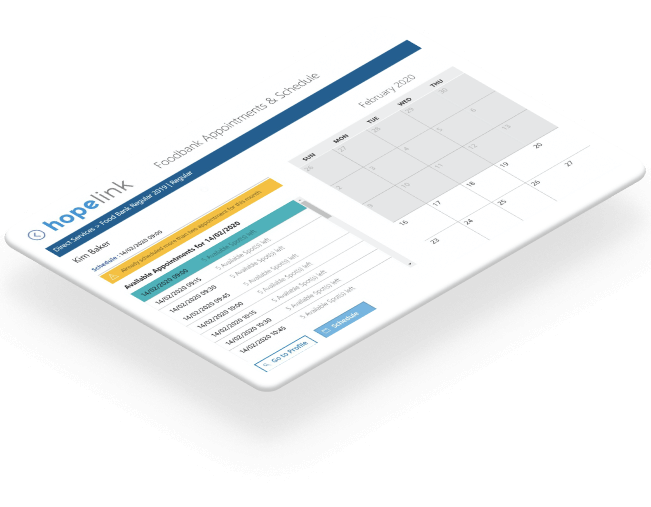 hopelink
Foodbank Appointments & Schedule
Direct Services > Food Bank Regular 2019 | Regular
Kim Baker
Schedule : 14/02/2020 09:05
Already scheduled more than two appointment for this month
Available Appointments for 14/02/2020
14/02/2020 09:00 5 Available Spot(s) left
14/02/2020 09:15 5 Available Spot(s) left
14/02/2020 09:30 5 Available Spot(s) left
14/02/2020 09:45 5 Available Spot(s) left
14/02/2020 10:00 5 Available Spot(s) left
14/02/2020 10:15 5 Available Spot(s) left
14/02/2020 10:30 5 Available Spot(s) left
14/02/2020 10:45 5 Available Spot(s) left
Go to Profile
Schedule
February 2020
SUN MON TUE WED THU
26 27 28 29 30
2 3 4 5 6
9 10 11 12 13
16 17 18 19 20
23 24 25 26 27